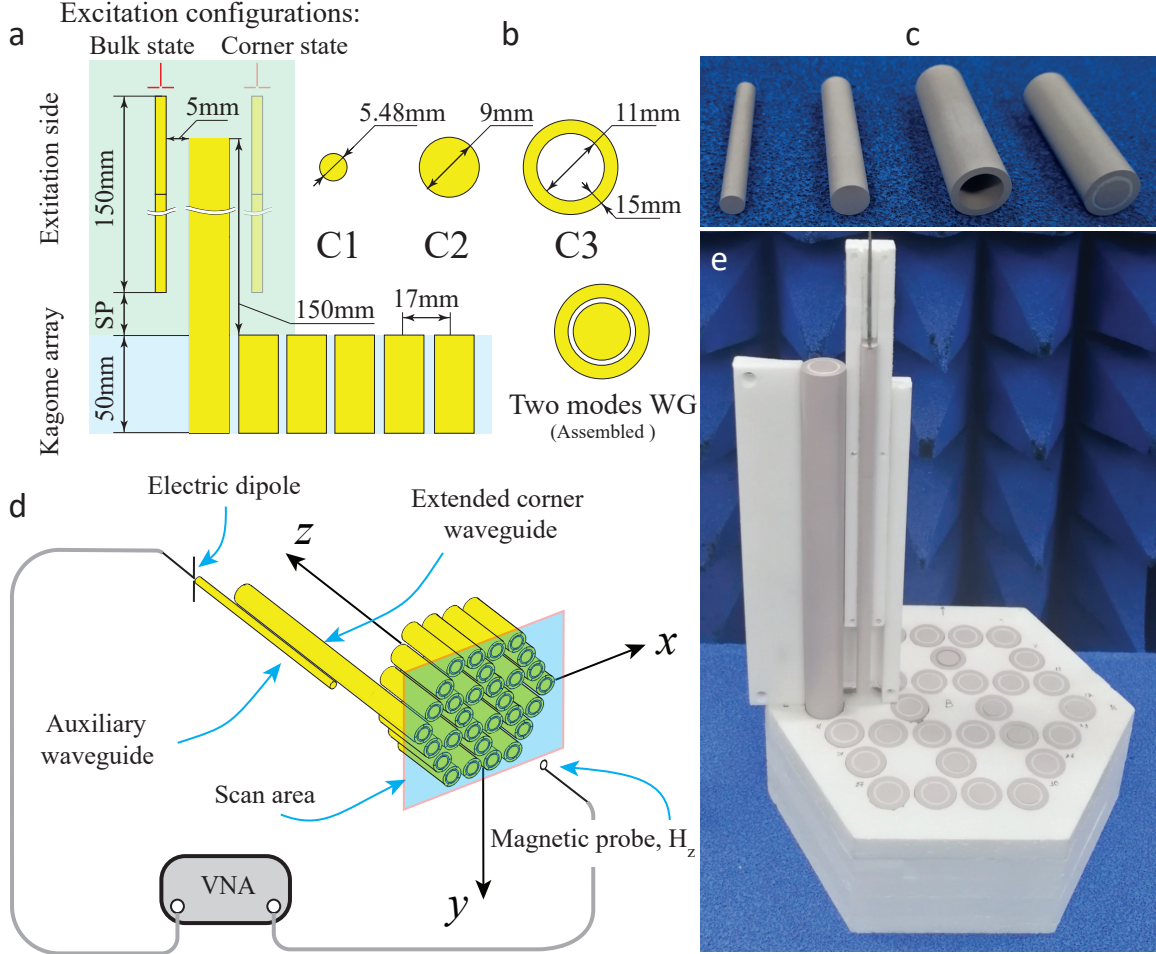 Excitation configurations:
a
Bulk state
Corner state
b
c
Extitation side
150mm
5mm
5.48mm
9mm
11mm
15mm
C1
C2
C3
SP
150mm
17mm
Kagome array
50mm
Two modes WG
(Assembled )
d
Electric dipole
Extended corner
waveguide
z
x
Auxiliary
waveguide
Scan area
Magnetic probe, H_z
VNA
y
e
B